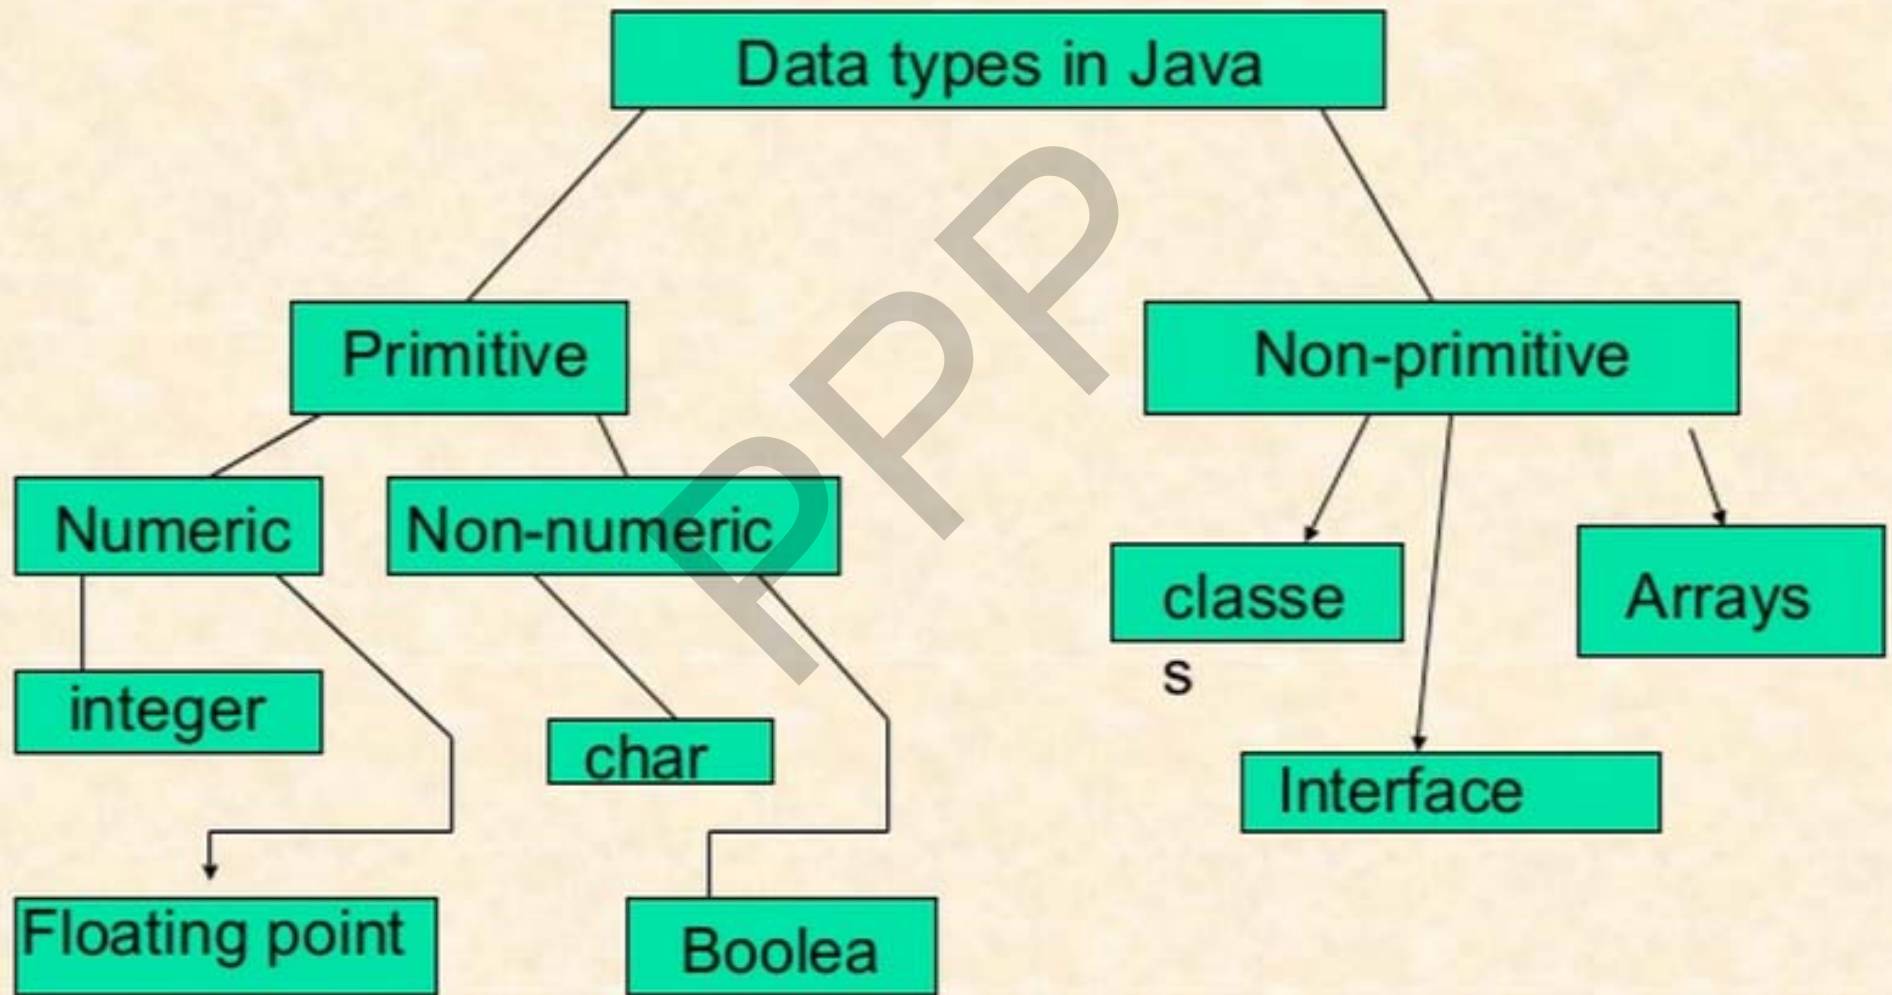 Data types in Java
Primitive
Non-primitive
Numeric
Non-numeric
classe
s
Arrays
integer
char
Interface
Floating point
Boolea
PPP